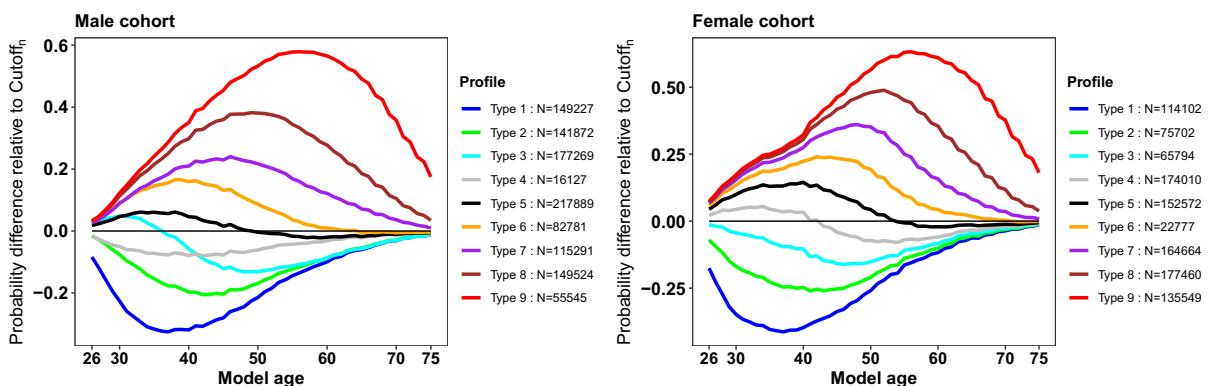 Male cohort
Probability difference relative to Cutoffₙ
0.6
0.4
0.2
0.0
−0.2
26 30 40 50 60 70 75
Model age
Profile
Type 1 : N=149227
Type 2 : N=141872
Type 3 : N=177269
Type 4 : N=16127
Type 5 : N=217889
Type 6 : N=82781
Type 7 : N=115291
Type 8 : N=149524
Type 9 : N=55545
Female cohort
Probability difference relative to Cutoffₙ
0.50
0.25
0.00
−0.25
26 30 40 50 60 70 75
Model age
Profile
Type 1 : N=114102
Type 2 : N=75702
Type 3 : N=65794
Type 4 : N=174010
Type 5 : N=152572
Type 6 : N=22777
Type 7 : N=164664
Type 8 : N=177460
Type 9 : N=135549